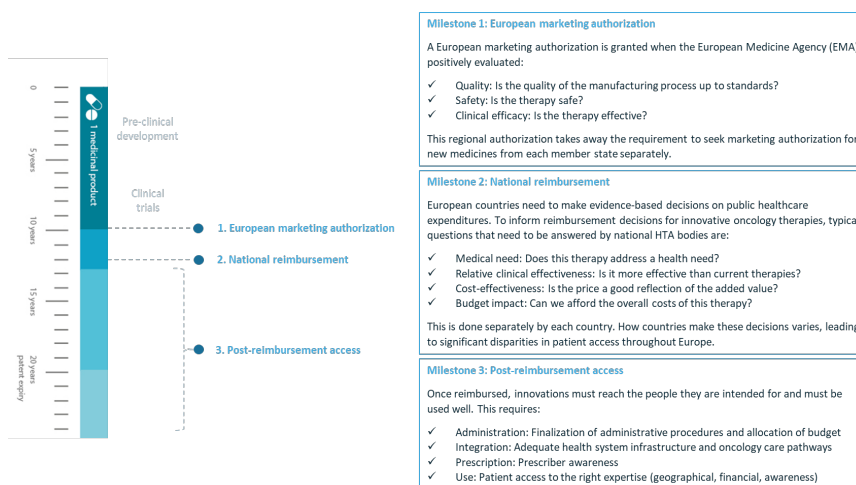 0
5 years
10 years
15 years
20 years
patent expiry
1 medicinal product
Pre-clinical
development
Clinical
trials
1. European marketing authorization
2. National reimbursement
3. Post-reimbursement access
Milestone 1: European marketing authorization
A European marketing authorization is granted when the European Medicine Agency (EMA)
positively evaluated:
✓ Quality: Is the quality of the manufacturing process up to standards?
✓ Safety: Is the therapy safe?
✓ Clinical efficacy: Is the therapy effective?
This regional authorization takes away the requirement to seek marketing authorization for
new medicines from each member state separately.
Milestone 2: National reimbursement
European countries need to make evidence-based decisions on public healthcare
expenditures. To inform reimbursement decisions for innovative oncology therapies, typica
questions that need to be answered by national HTA bodies are:
✓ Medical need: Does this therapy address a health need?
✓ Relative clinical effectiveness: Is it more effective than current therapies?
✓ Cost-effectiveness: Is the price a good reflection of the added value?
✓ Budget impact: Can we afford the overall costs of this therapy?
This is done separately by each country. How countries make these decisions varies, leading
to significant disparities in patient access throughout Europe.
Milestone 3: Post-reimbursement access
Once reimbursed, innovations must reach the people they are intended for and must be
used well. This requires:
✓ Administration: Finalization of administrative procedures and allocation of budget
✓ Integration: Adequate health system infrastructure and oncology care pathways
✓ Prescription: Prescriber awareness
✓ Use: Patient access to the right expertise (geographical, financial, awareness)